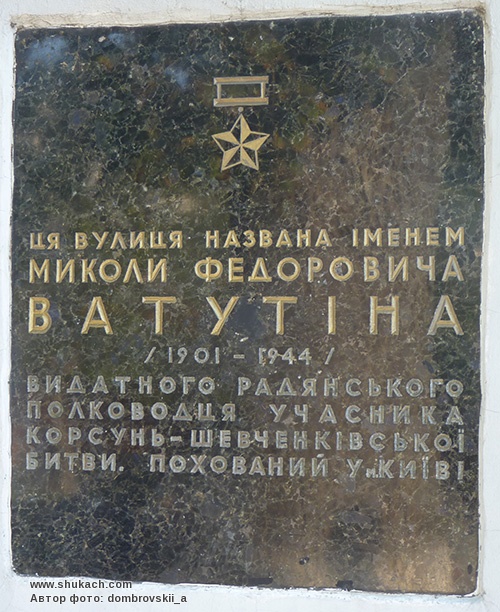 ЦЯ ВУЛИЦЯ НАЗВАНА ІМЕНЕМ
МИКОЛИ ФЕДОРОВИЧА
ВАТУТІНА
/1901 – 1944/
ВИДАТНОГО РАДЯНСЬКОГО
ПОЛКОВОДЦЯ УЧАСНИКА
КОРСУНЬ–ШЕВЧЕНКІВСЬКОЇ
БИТВИ. ПОХОВАНИЙ У КИЇВІ
www.shukach.com
Автор фото: dombrovskii_a